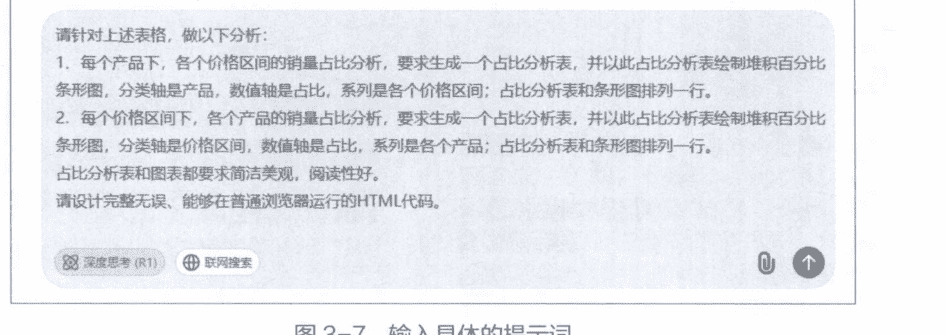 请针对上述表格，做以下分析：
1. 每个产品下，各个价格区间的销量占比分析，要求生成一个占比分析表，并以此占比分析表绘制堆积百分比
条形图，分类轴是产品，数值轴是占比，系列是各个价格区间；占比分析表和条形图排列一行。
2. 每个价格区间下，各个产品的销量占比分析，要求生成一个占比分析表，并以此占比分析表绘制堆积百分比
条形图，分类轴是价格区间，数值轴是占比，系列是各个产品；占比分析表和条形图排列一行。
占比分析表和图表都要求简洁美观，阅读性好。
请设计完整无误、能够在普通浏览器运行的HTML代码。
深度思考 (R1) 联网搜索
图 3-7 输入具体的提示词